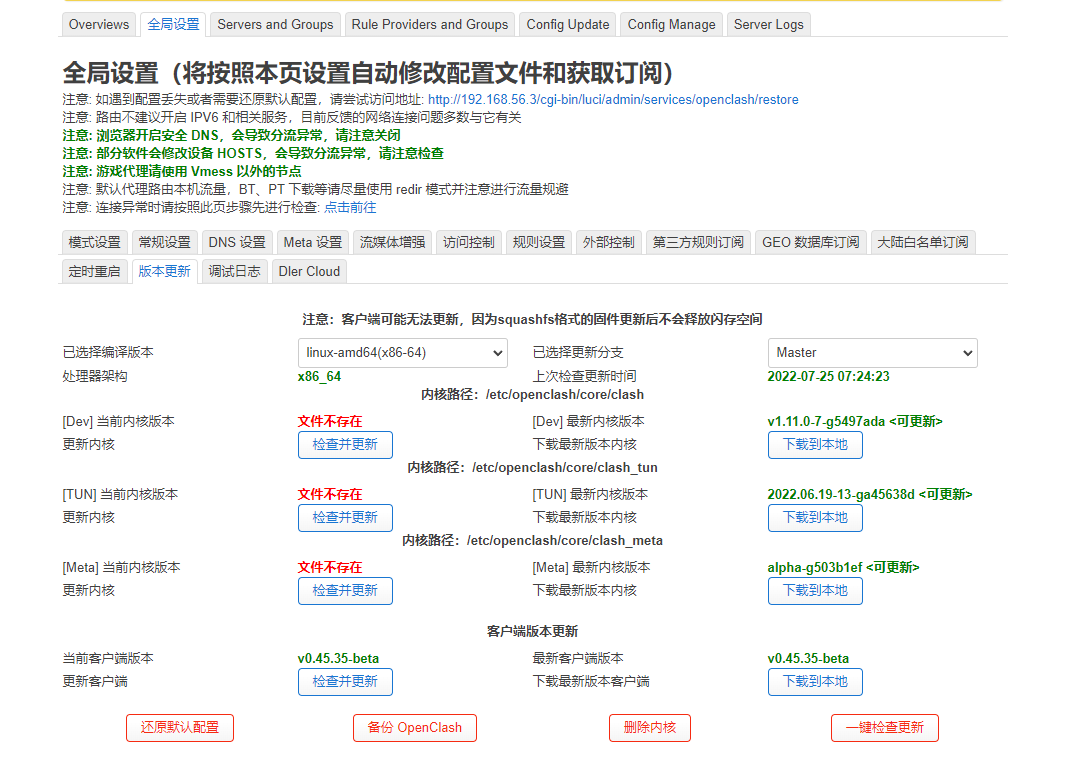 Overviews 全局设置 Servers and Groups Rule Providers and Groups Config Update Config Manage Server Logs
全局设置（将按照本页设置自动修改配置文件和获取订阅）
注意: 如遇到配置丢失或者需要还原默认配置，请尝试访问地址: http://192.168.56.3/cgi-bin/luci/admin/services/openclash/restore
注意: 路由不建议开启 IPV6 和相关服务，目前反馈的网络连接问题多数与它有关
注意: 浏览器开启安全 DNS，会导致分流异常，请注意关闭
注意: 部分软件会修改设备 HOSTS，会导致分流异常，请注意检查
注意: 游戏代理请使用 Vmess 以外的节点
注意: 默认代理路由本机流量，BT、PT 下载等请尽量使用 redir 模式并注意进行流量规避
注意: 连接异常时请按照此页步骤先进行检查: 点击前往
模式设置 常规设置 DNS 设置 Meta 设置 流媒体增强 访问控制 规则设置 外部控制 第三方规则订阅 GEO 数据库订阅 大陆白名单订阅
定时重启 版本更新 调试日志 Dler Cloud
注意：客户端可能无法更新，因为squashfs格式的固件更新后不会释放闪存空间
已选择编译版本 linux-amd64(x86-64) 已选择更新分支 Master
处理器架构 x86_64 上次检查更新时间 2022-07-25 07:24:23
内核路径：/etc/openclash/core/clash
[Dev] 当前内核版本 文件不存在 [Dev] 最新内核版本 v1.11.0-7-g5497ada <可更新>
更新内核 检查并更新 下载最新版本内核 下载到本地
内核路径：/etc/openclash/core/clash_tun
[TUN] 当前内核版本 文件不存在 [TUN] 最新内核版本 2022.06.19-13-ga45638d <可更新>
更新内核 检查并更新 下载最新版本内核 下载到本地
内核路径：/etc/openclash/core/clash_meta
[Meta] 当前内核版本 文件不存在 [Meta] 最新内核版本 alpha-g503b1ef <可更新>
更新内核 检查并更新 下载最新版本内核 下载到本地
客户端版本更新
当前客户端版本 v0.45.35-beta 最新客户端版本 v0.45.35-beta
更新客户端 检查并更新 下载最新版本客户端 下载到本地
还原默认配置 备份 OpenClash 删除内核 一键检查更新